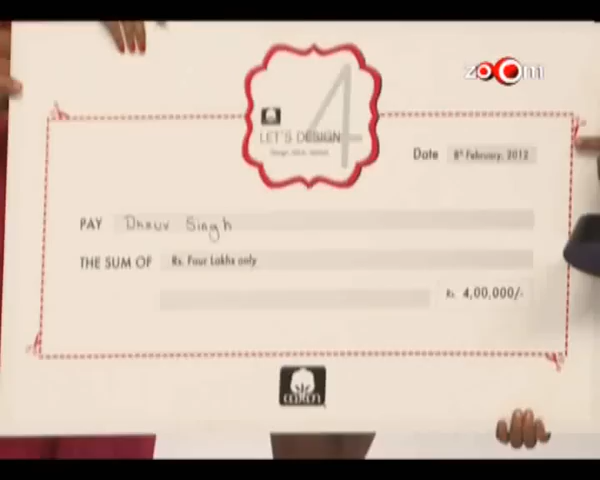 zoom
4
LET'S DESIGN
Date 8th February, 2012
PAY Dhruv Singh
THE SUM OF Rs. Four Lakhs only
Rs. 4,00,000/-